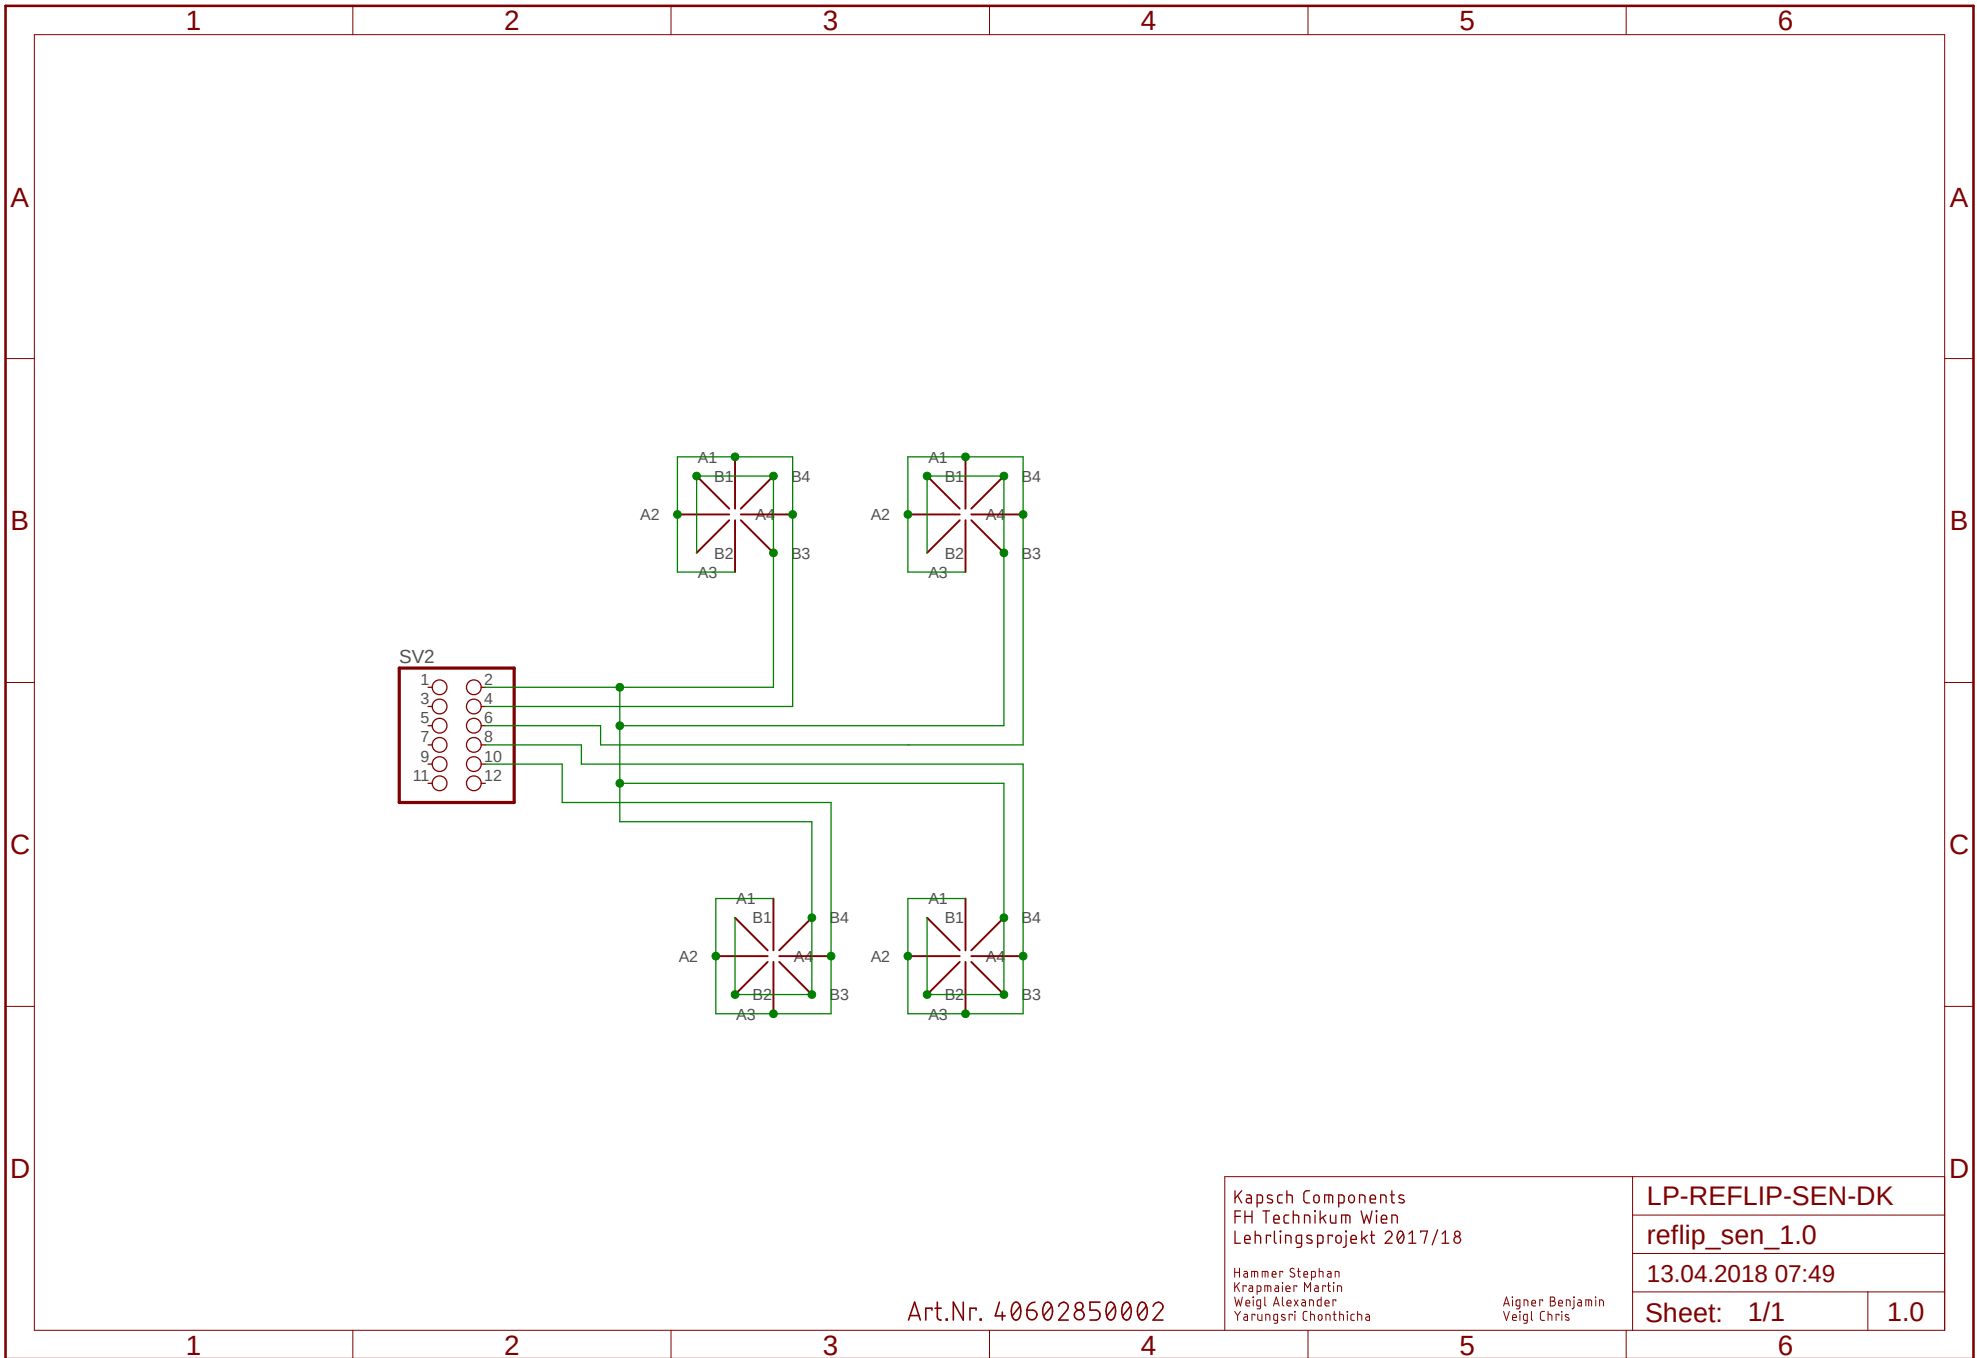 1 2 3 4 5 6
A A
A1 A1
B1 B4 B1 B4
A2 A4 A2 A4
B B
B2 B3 B2 B3
A3 A3
SV2
1 2
3 4
5 6
7 8
9 10
11 12
C C
A1 A1
B1 B4 B1 B4
A2 A4 A2 A4
B2 B3 B2 B3
A3 A3
D D
Kapsch Components
FH Technikum Wien
Lehrlingsprojekt 2017/18
Hammer Stephan
Krapmaier Martin
Weigl Alexander
Yarungsri Chonthicha
Aigner Benjamin
Veigl Chris
LP-REFLIP-SEN-DK
reflip_sen_1.0
13.04.2018 07:49
Sheet: 1/1 1.0
Art.Nr. 40602850002
1 2 3 4 5 6